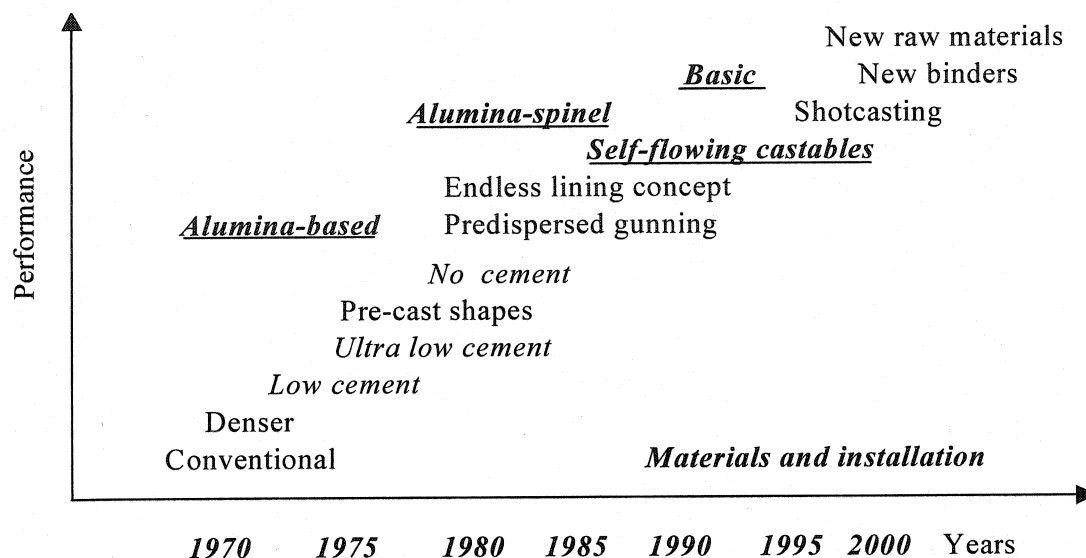 New raw materials
Basic New binders
Alumina-spinel Shotcasting
Self-flowing castables
Endless lining concept
Alumina-based Predispersed gunning
No cement
Pre-cast shapes
Ultra low cement
Low cement
Denser
Conventional Materials and installation
Performance
1970 1975 1980 1985 1990 1995 2000 Years